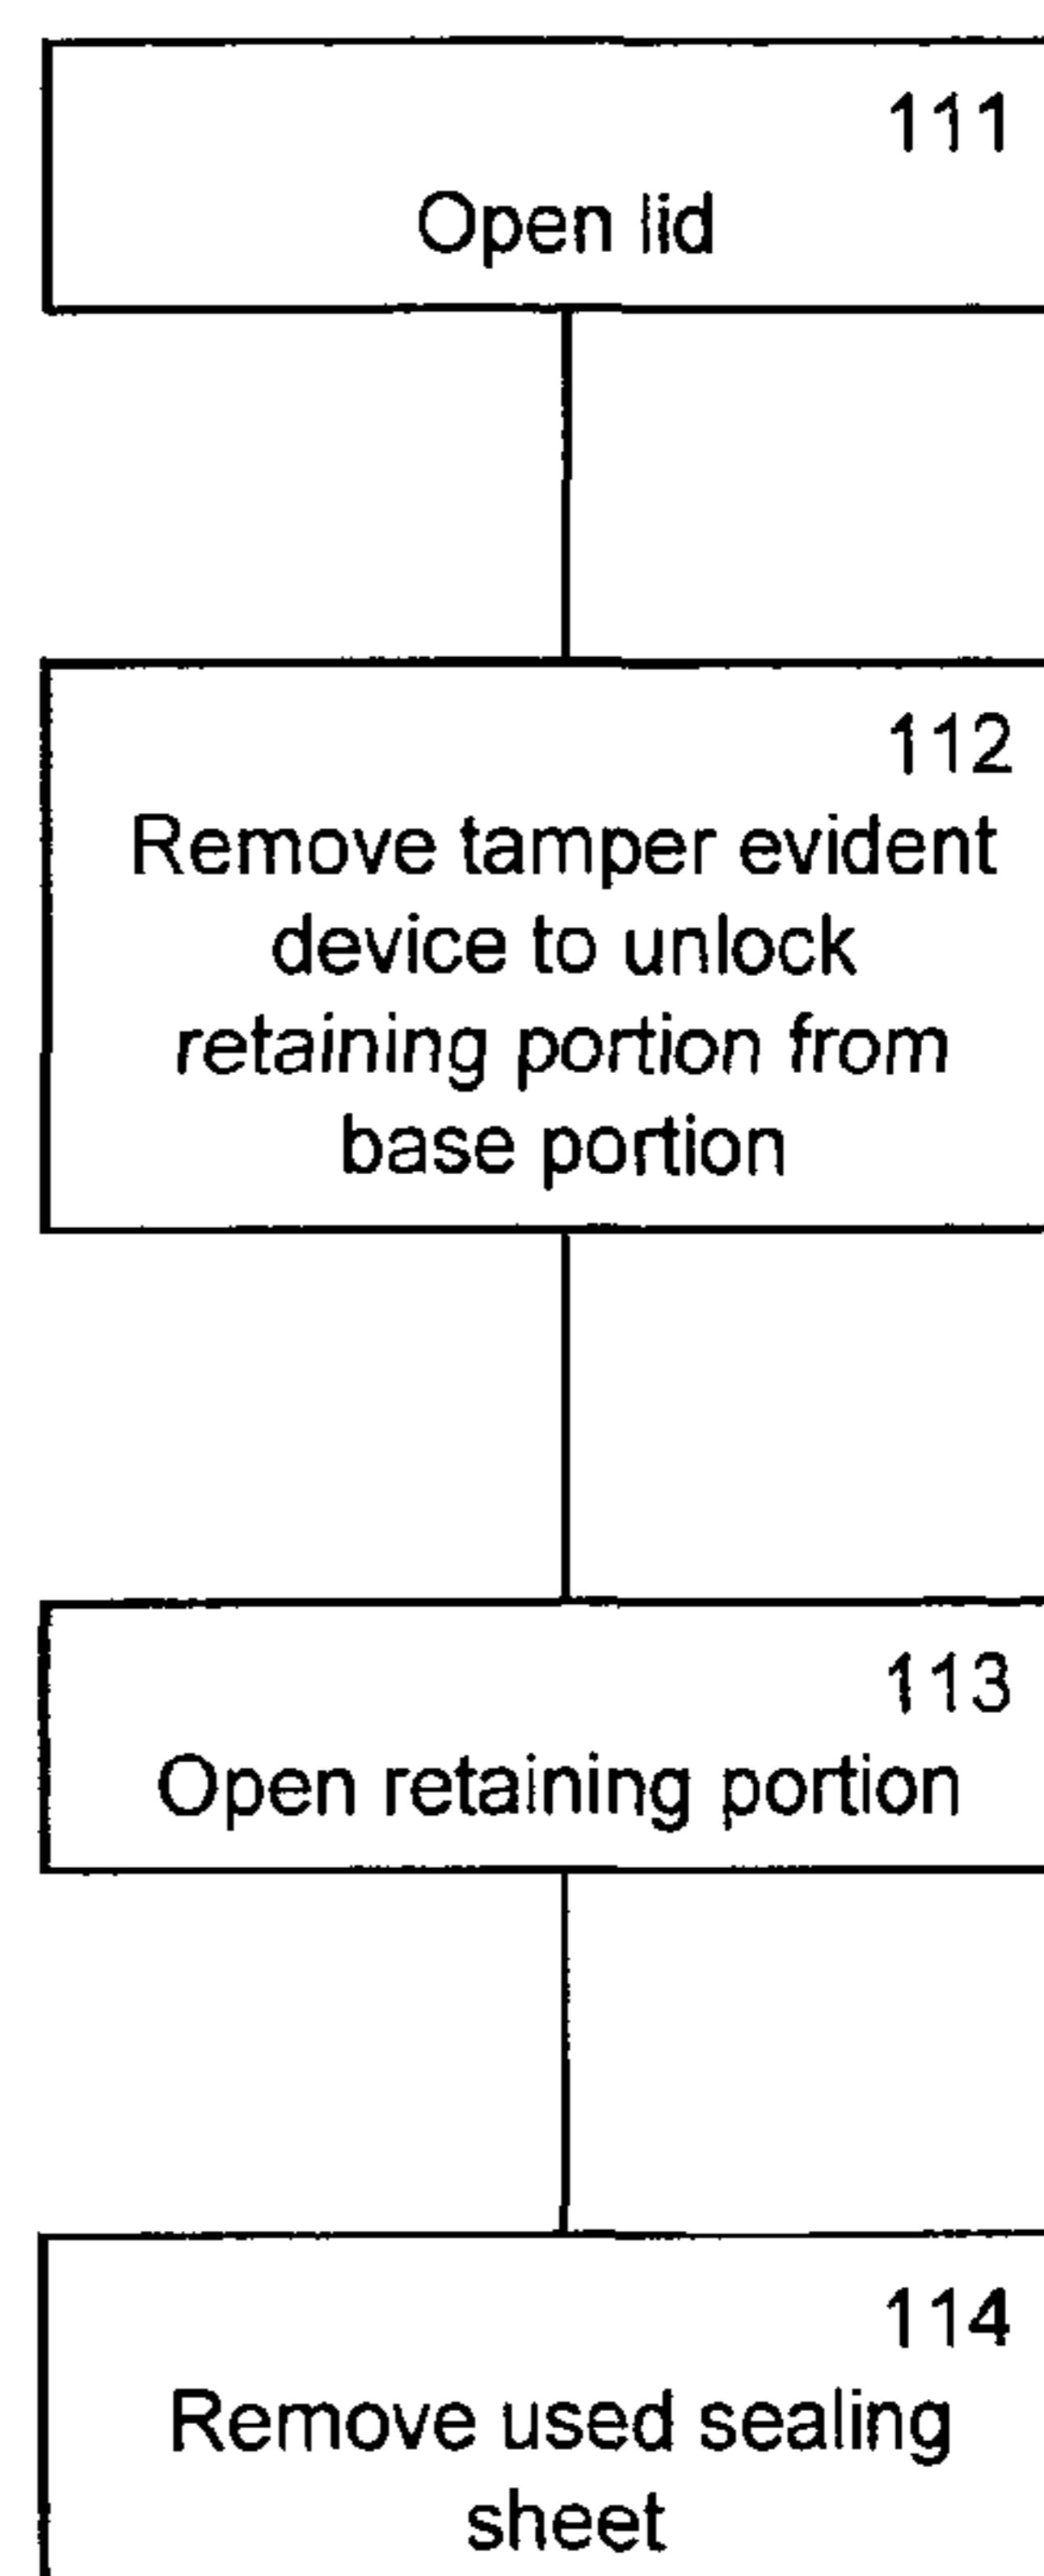 111
Open lid
112
Remove tamper evident
device to unlock
retaining portion from
base portion
113
Open retaining portion
114
Remove used sealing
sheet